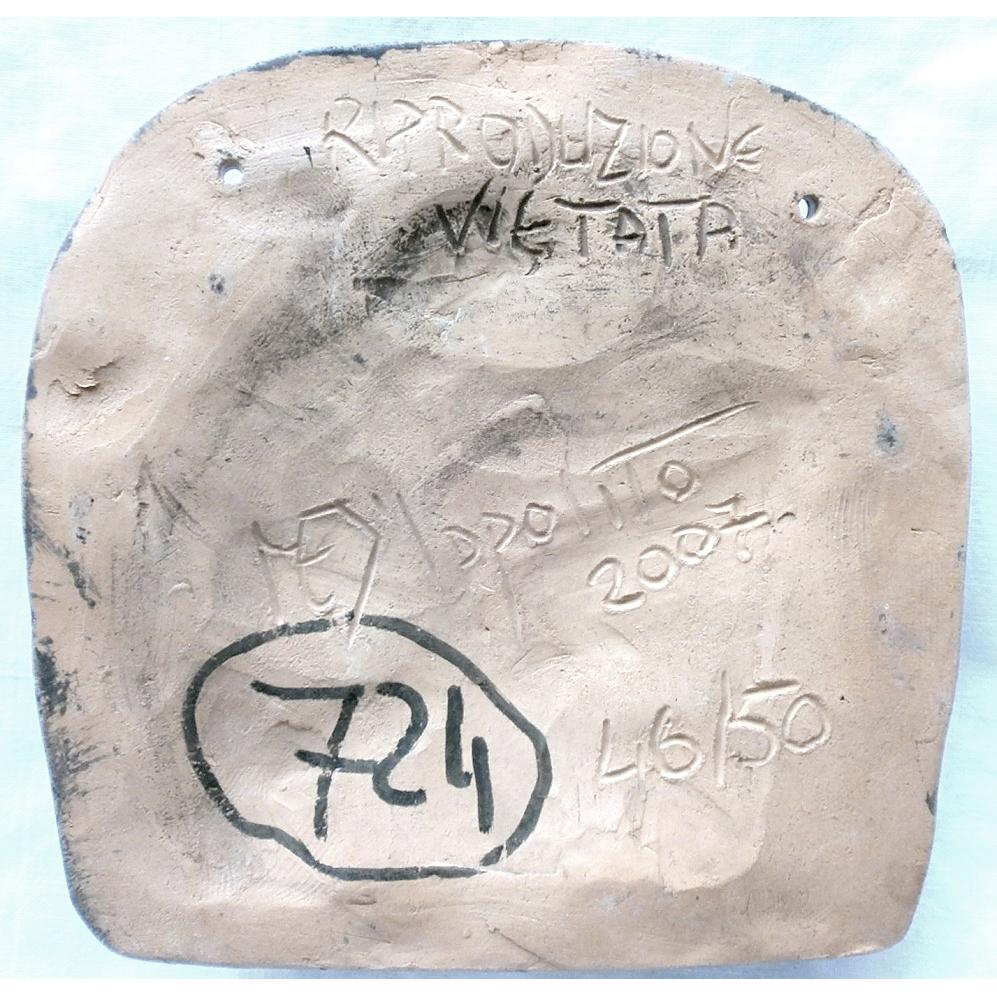 RIPRODUZIONE
VIETATA
IppoliTo
2007
724
46/50